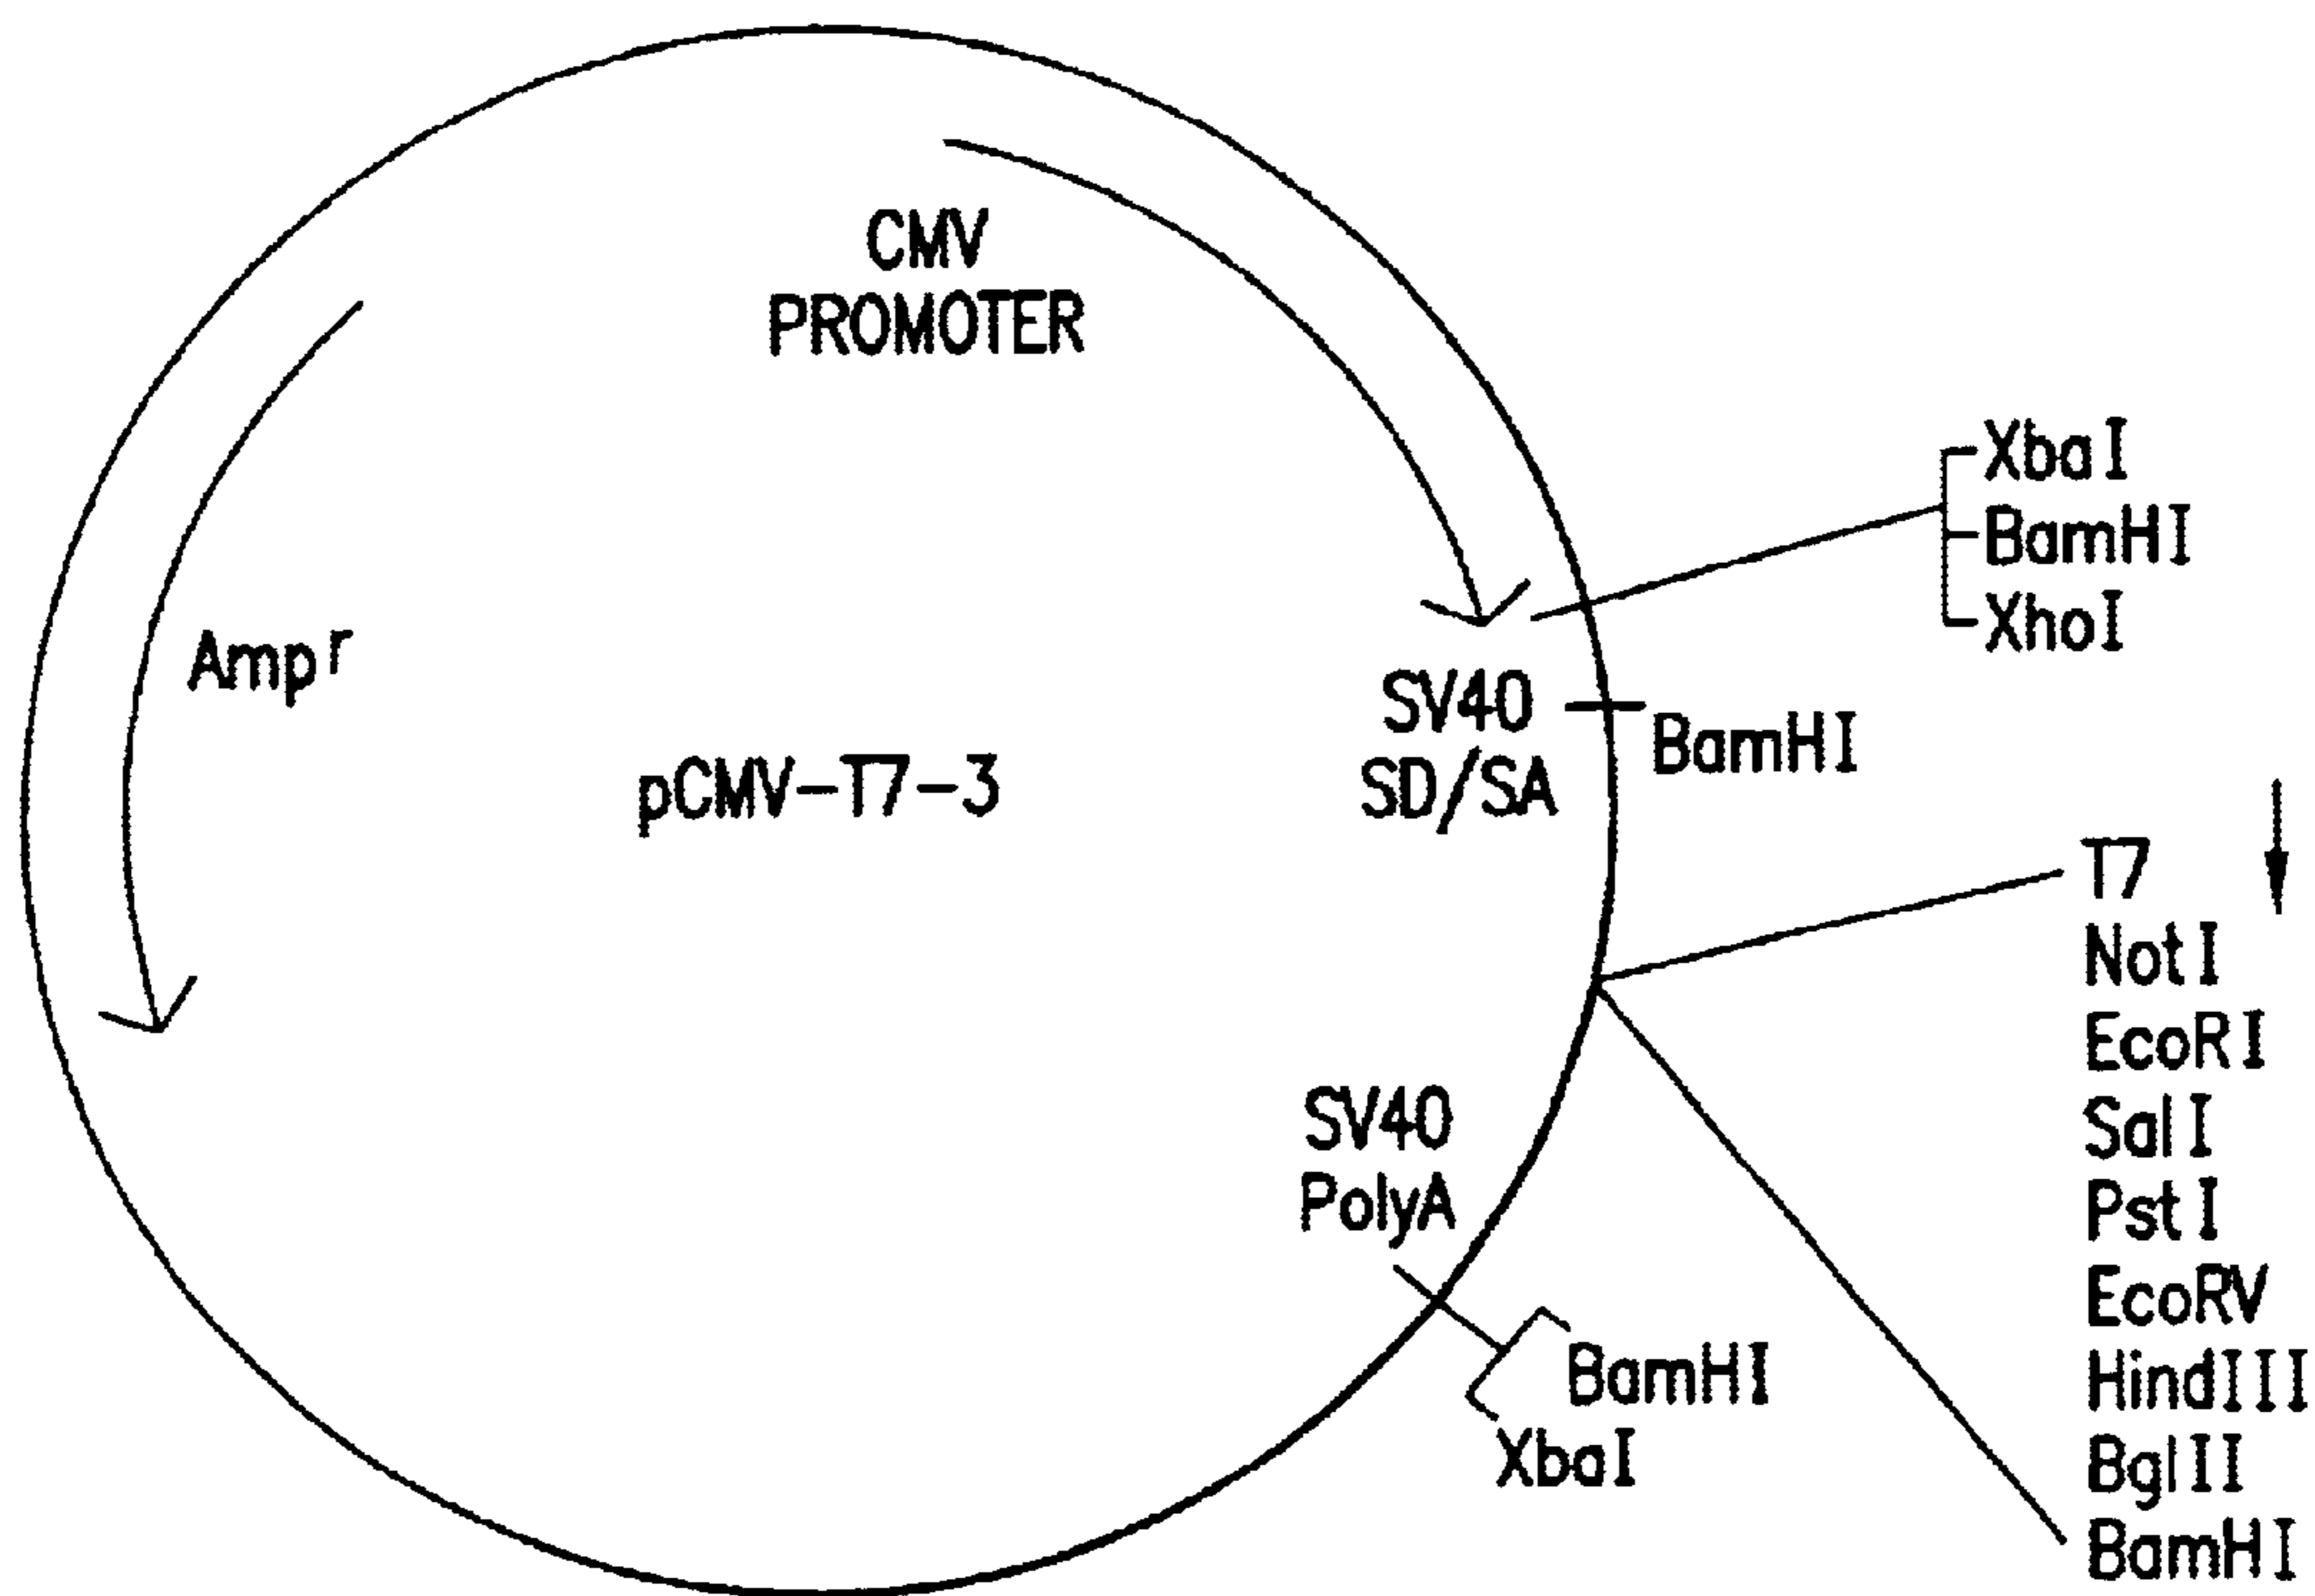 CMV
PROMOTER
XbaI
BamHI
XhoI
Ampr
SV40
SD/SA
BamHI
pCMV-T7-3
T7
NotI
EcoRI
SalI
PstI
EcoRV
HindIII
BglII
BamHI
SV40
PolyA
BamHI
XbaI